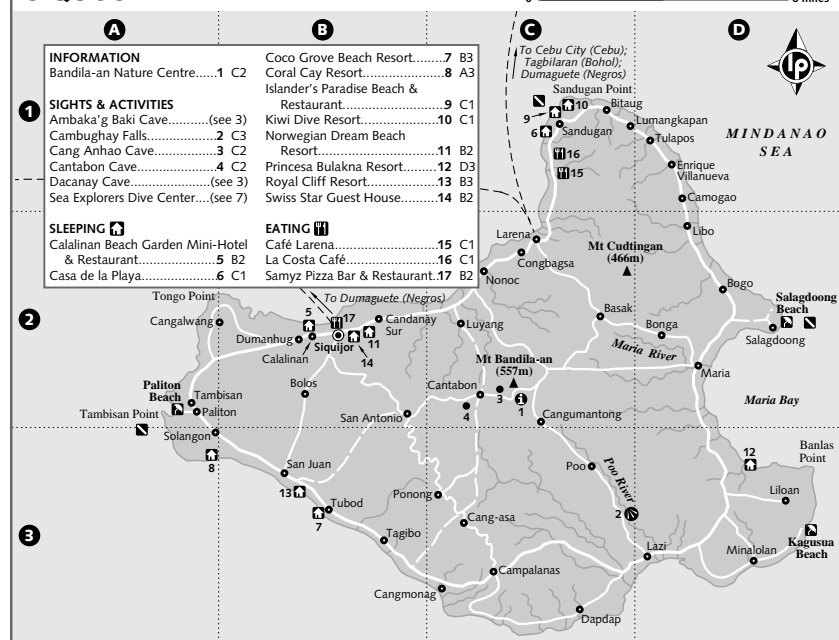 A
B
C
D
1
2
3
INFORMATION
Bandila-an Nature Centre......1 C2
SIGHTS & ACTIVITIES
Ambaka'g Baki Cave............(see 3)
Cambughay Falls..................2 C3
Cang Anhao Cave................3 C2
Cantabon Cave....................4 C2
Dacanay Cave.....................(see 3)
Sea Explorers Dive Center....(see 7)
SLEEPING
Calalinan Beach Garden Mini-Hotel
& Restaurant.....................5 B2
Casa de la Playa..................6 C1
Coco Grove Beach Resort........7 B3
Coral Cay Resort....................8 A3
Islander's Paradise Beach &
Restaurant.........................9 C1
Kiwi Dive Resort...................10 C1
Norwegian Dream Beach
Resort..............................11 B2
Princesa Bulakna Resort........12 D3
Royal Cliff Resort..................13 B3
Swiss Star Guest House.........14 B2
EATING
Café Larena.........................15 C1
La Costa Café......................16 C1
Samyz Pizza Bar & Restaurant.17 B2
To Cebu City (Cebu);
Tagbilaran (Bohol);
Dumaguete (Negros)
Sandugan Point
10
Bitaug
9
6
Sandugan
Lumangkapan
Tulapos
16
15
Enrique
Villanueva
Camogao
MINDANAO
SEA
lp
Larena
Libo
Congbagsa
Mt Cudtingan
(466m)
Nonoc
Bogo
Salagdoong
Beach
Salagdoong
To Dumaguete (Negros)
Tongo Point
Cangalwang
5
17
Candanay
Sur
Luyang
Basak
Bonga
Dumanhug
Siquijor
11
Calalinan
14
Maria River
Maria
Mt Bandila-an
(557m)
Bolos
Cantabon
3
1
4
Paliton
Beach
Tambisan
Paliton
Tambisan Point
San Antonio
Cangumantong
Maria Bay
Solangon
8
San Juan
13
7
Tubod
Ponong
Poo
Poo River
2
12
Banlas
Point
Liloan
Kagusua
Beach
Cang-asa
Tagibo
Lazi
Minalolan
Campalanas
Cangmonag
Dapdap